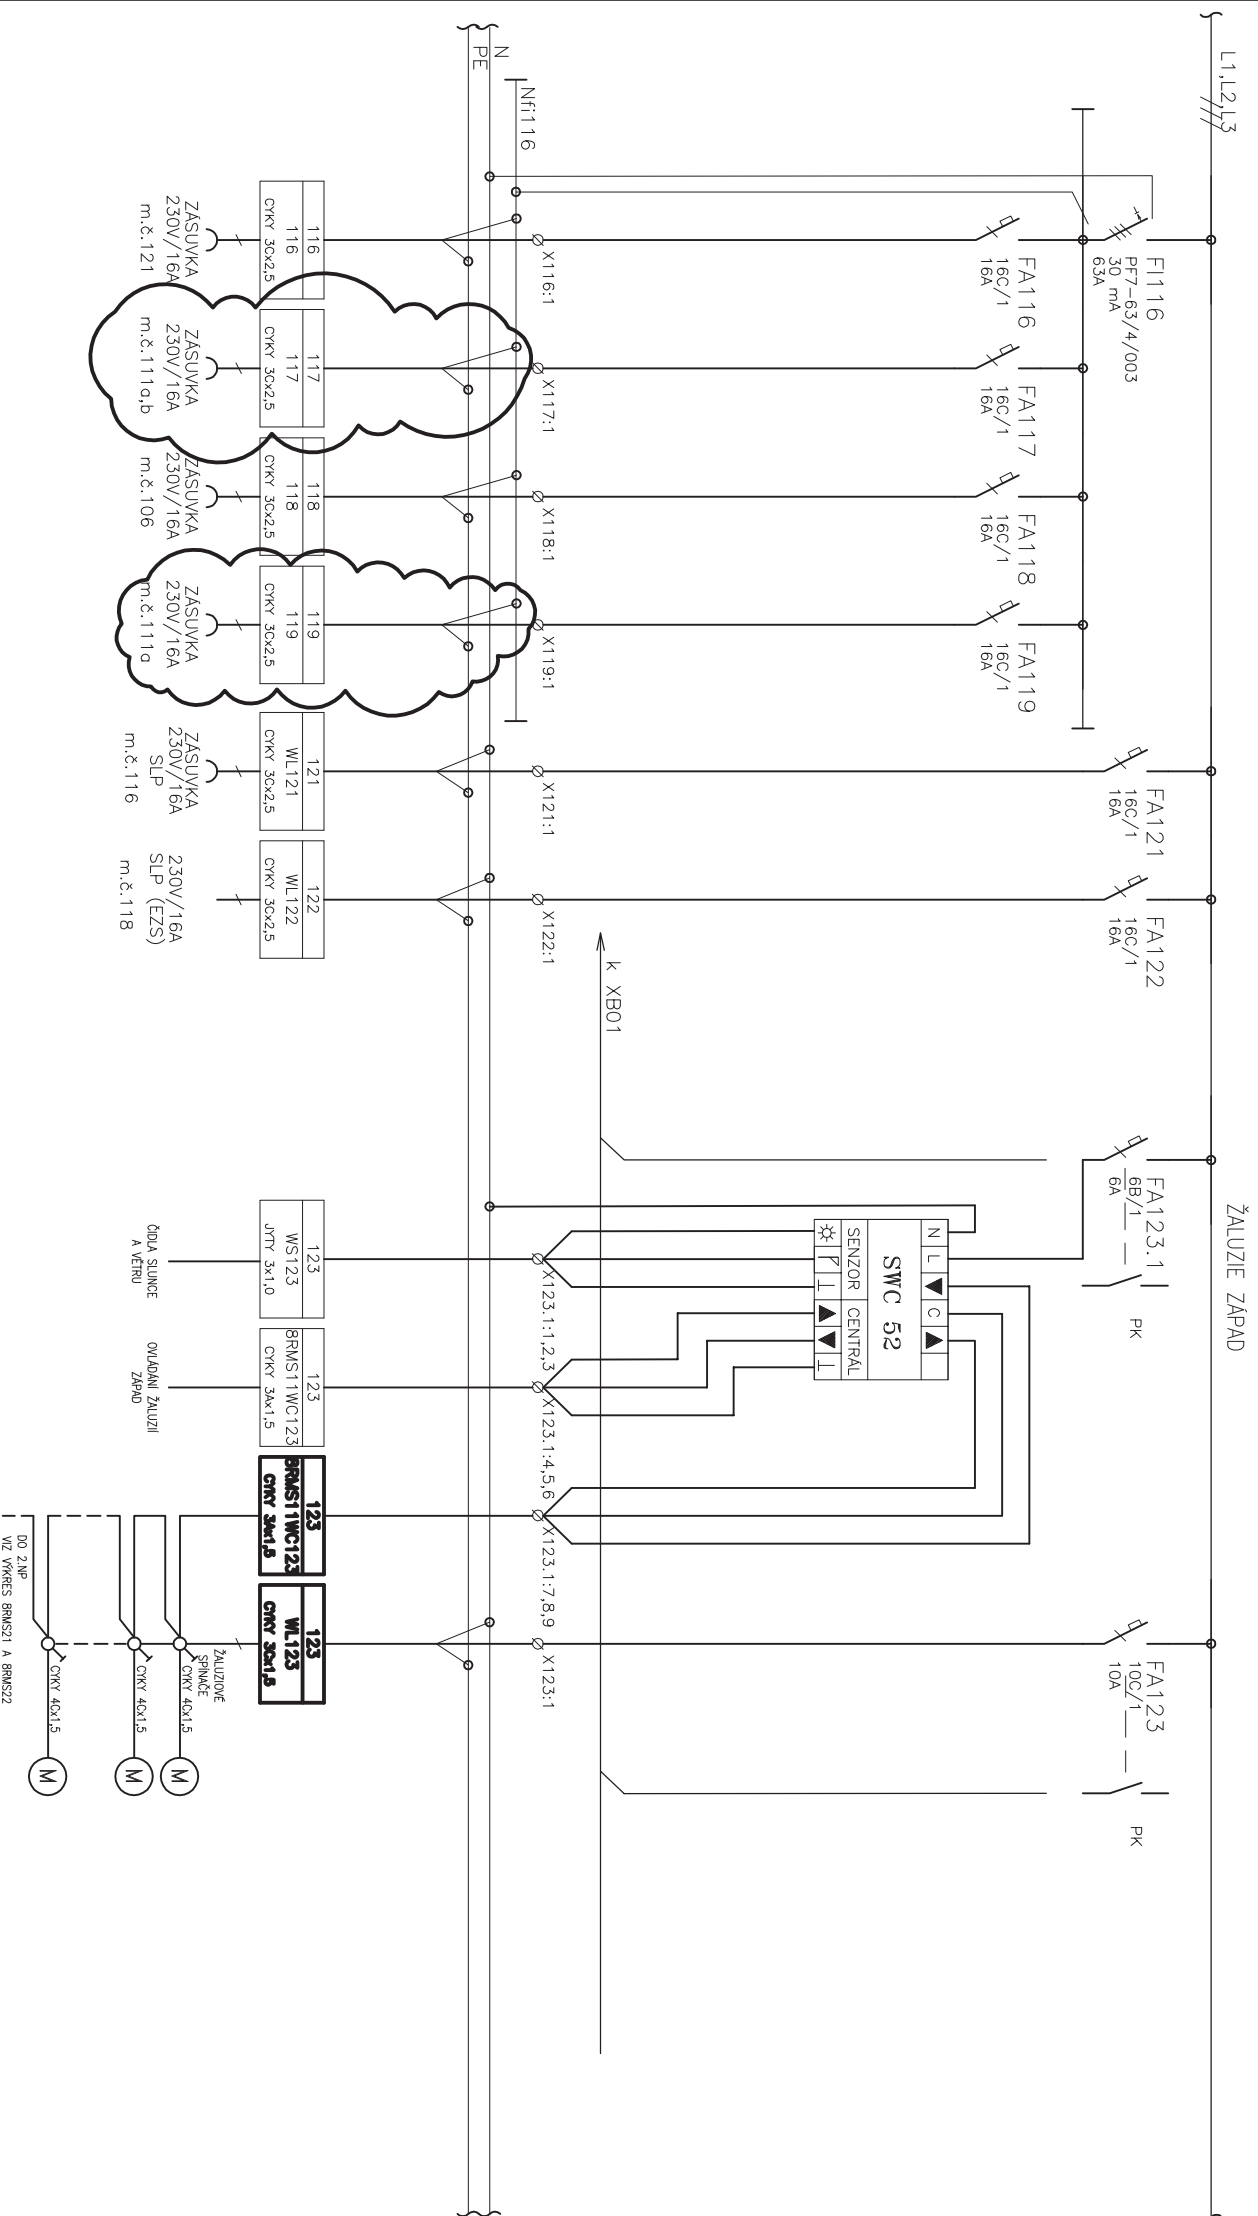 L1,L2,L3
ŽALUZIE ZÁPAD
FI116
PF7-63/4/003
30 mA
63A
FA116
16C/1
16A
FA117
16C/1
16A
FA118
16C/1
16A
FA119
16C/1
16A
FA121
16C/1
16A
FA122
16C/1
16A
FA123.1
6B/1
6A
PK
FA123
10C/1
10A
PK
N L C
SWC 52
SENZOR CENTRÁL
k XB01
X116:1
X117:1
X118:1
X119:1
X121:1
X122:1
X123.1:1,2,3
X123.1:4,5,6
X123.1:7,8,9
X123:1
Nfi116
N
PE
116
116
CYKY 3Cx2,5
117
117
CYKY 3Cx2,5
118
118
CYKY 3Cx2,5
119
119
CYKY 3Cx2,5
121
WL121
CYKY 3Cx2,5
122
WL122
CYKY 3Cx2,5
123
WS123
JYTY 3x1,0
123
8RMS11WC123
CYKY 3Ax1,5
123
8RMS11WC123
CYKY 3Ax1,5
123
WL123
CYKY 3Cx1,5
ZÁSUVKA
230V/16A
m.č.121
ZÁSUVKA
230V/16A
m.č.111a,b
ZÁSUVKA
230V/16A
m.č.106
ZÁSUVKA
230V/16A
m.č.111a
ZÁSUVKA
230V/16A
SLP
m.č.116
230V/16A
SLP (EZS)
m.č.118
ČIDLA SLUNCE
A VĚTRU
OVLÁDÁNÍ ŽALUZIÍ
ZÁPAD
ŽALUZIOVÉ
SPÍNAČE
CYKY 4Cx1,5
M
CYKY 4Cx1,5
M
CYKY 4Cx1,5
M
DO 2.NP
VIZ VÝKRES 8RMS21 A 8RMS22